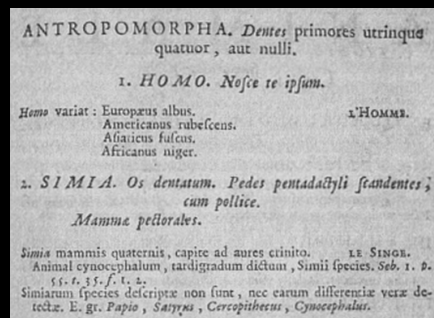 ANTROPOMORPHA. Dentes primores utrinque
quatuor, aut nulli.
1. HOMO. Nosce te ipsum.
Homo variat: Europæus albus. L'HOMME.
Americanus rubescens.
Asiaticus fuscus.
Africanus niger.
2. SIMIA. Os dentatum. Pedes pentadactyli scandentes,
cum pollice.
Mammæ pectorales.
Simia mammis quaternis, capite ad aures crinito. LE SINGE.
Animal cynocephalum, tardigradum dictum, Simii species. Seb. 1. p.
55. t. 35. f. 1. 2.
Simiarum species descriptæ non sunt, nec earum differentiæ veræ de-
tectæ. E. gr. Papio, Satyrus, Cercopithecus, Cynocephalus.